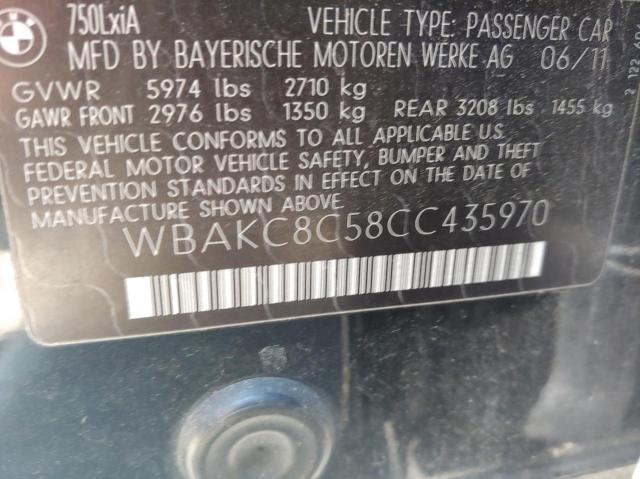 BMW
750LxiA VEHICLE TYPE: PASSENGER CAR
MFD BY BAYERISCHE MOTOREN WERKE AG 06/11
GVWR 5974 lbs 2710 kg
GAWR FRONT 2976 lbs 1350 kg REAR 3208 lbs 1455 kg
THIS VEHICLE CONFORMS TO ALL APPLICABLE U.S.
FEDERAL MOTOR VEHICLE SAFETY, BUMPER AND THEFT
PREVENTION STANDARDS IN EFFECT ON THE DATE OF
MANUFACTURE SHOWN ABOVE.
WBAKC8C58CC435970